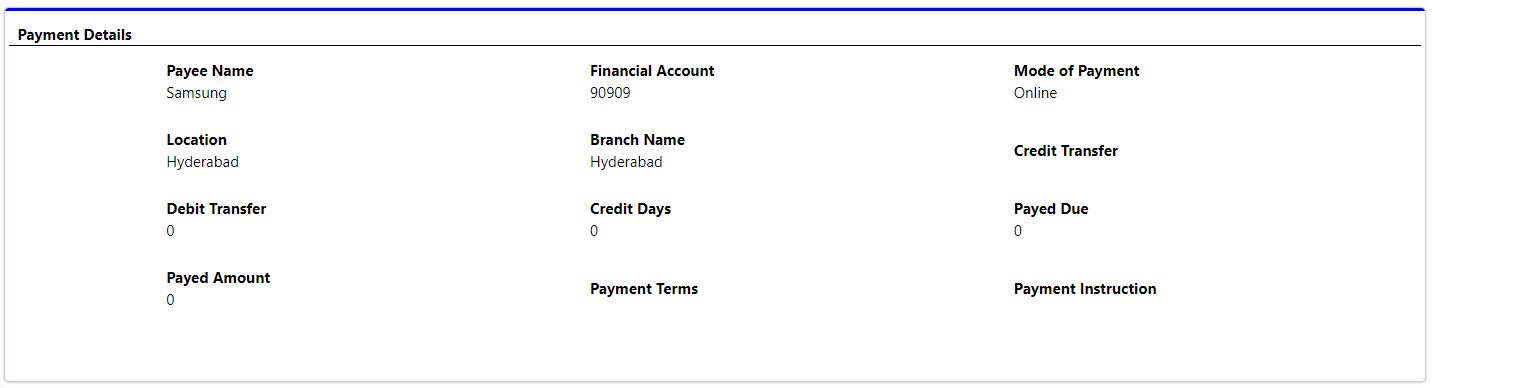 Payment Details
Payee Name Financial Account Mode of Payment
Samsung 90909 Online
Location Branch Name
Hyderabad Hyderabad
Credit Transfer
Debit Transfer Credit Days Payed Due
0 0 0
Payed Amount
0
Payment Terms Payment Instruction